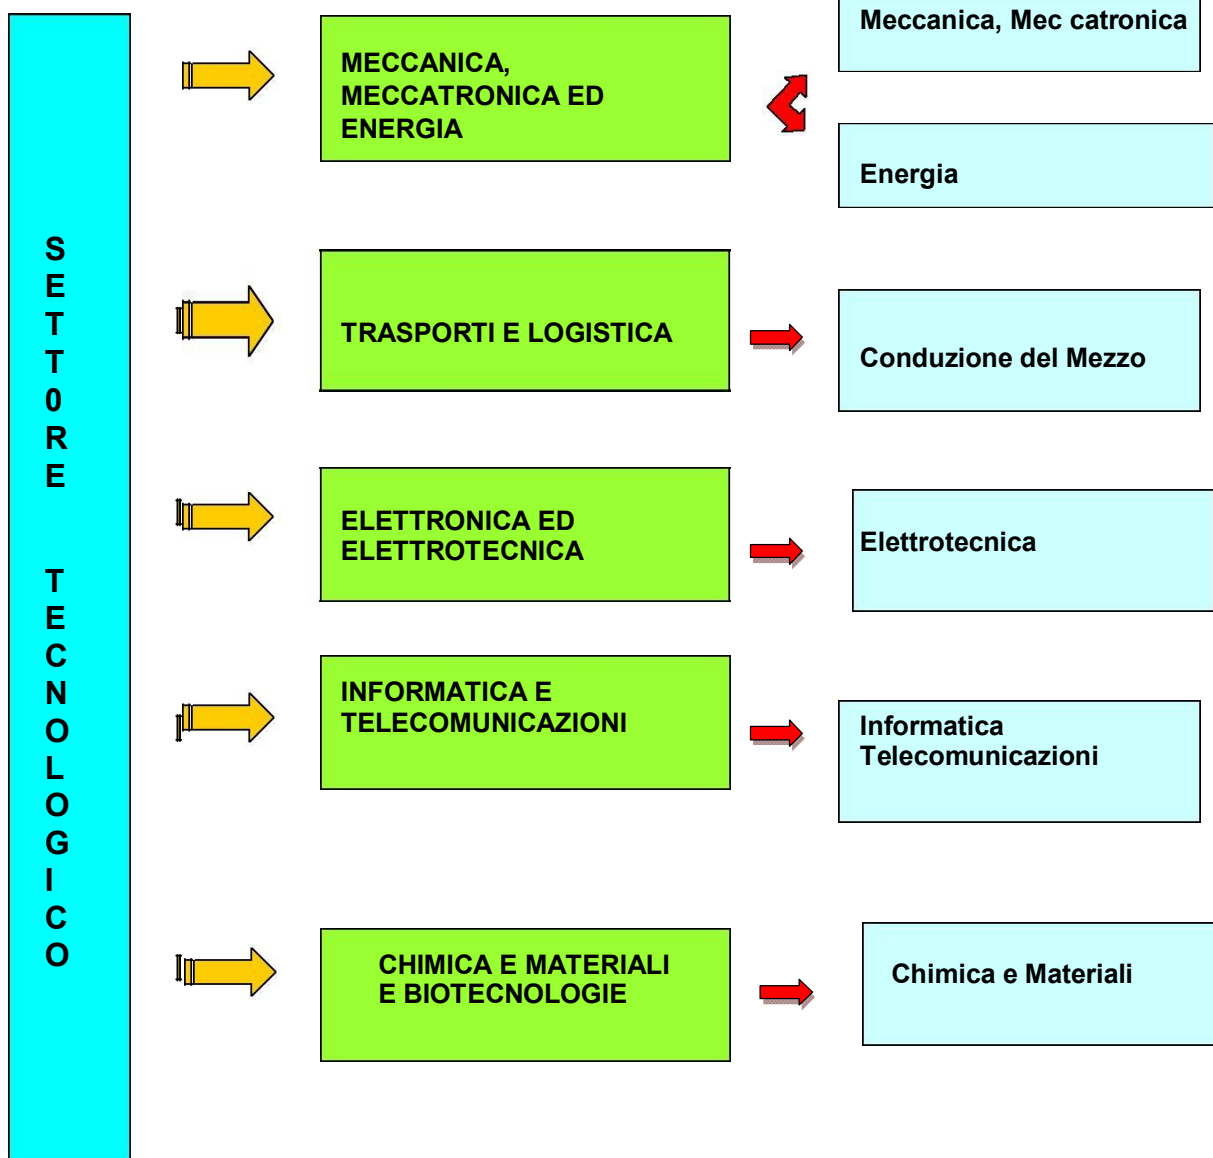 S
E
T
T
0
R
E
T
E
C
N
O
L
O
G
I
C
O
MECCANICA,
MECCATRONICA ED
ENERGIA
Meccanica, Mec catronica
Energia
TRASPORTI E LOGISTICA
Conduzione del Mezzo
ELETTRONICA ED
ELETTROTECNICA
Elettrotecnica
INFORMATICA E
TELECOMUNICAZIONI
Informatica
Telecomunicazioni
CHIMICA E MATERIALI
E BIOTECNOLOGIE
Chimica e Materiali